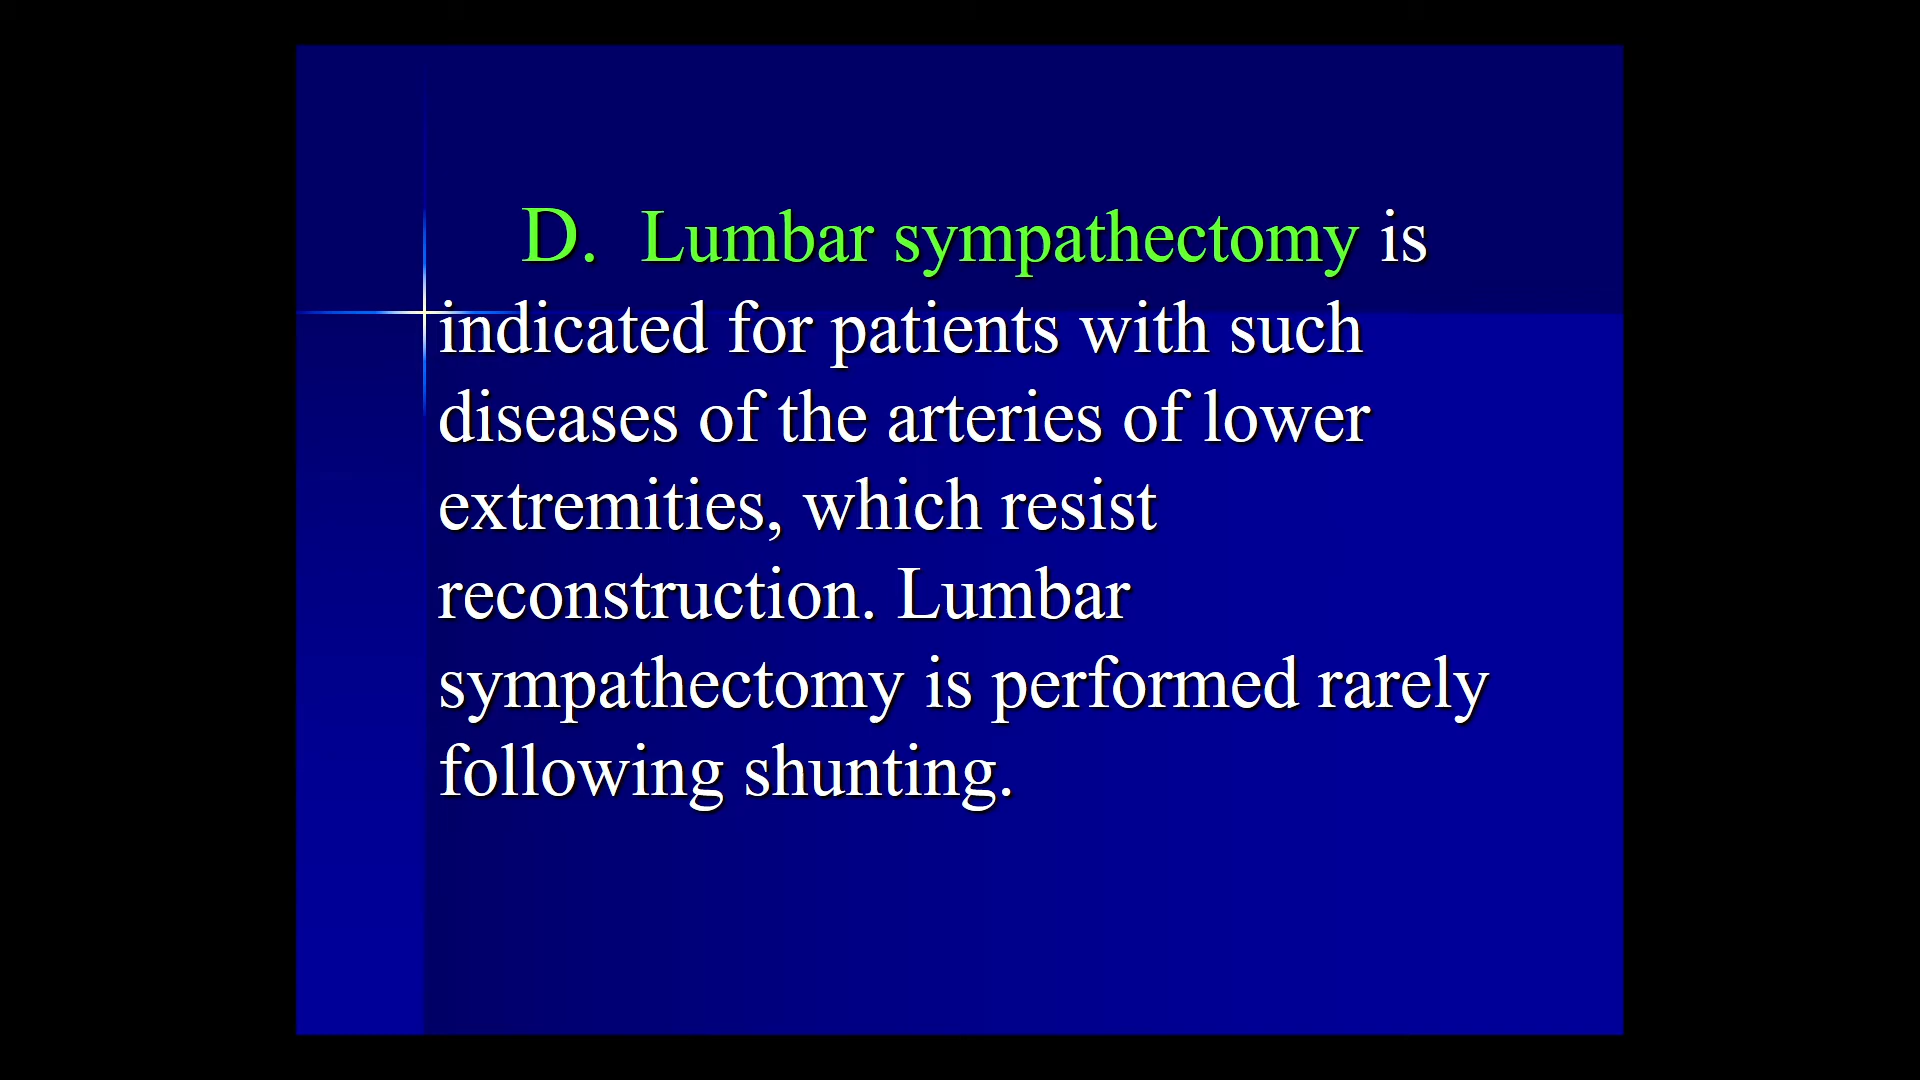 D. Lumbar sympathectomy is
indicated for patients with such
diseases of the arteries of lower
extremities, which resist
reconstruction. Lumbar
sympathectomy is performed rarely
following shunting.